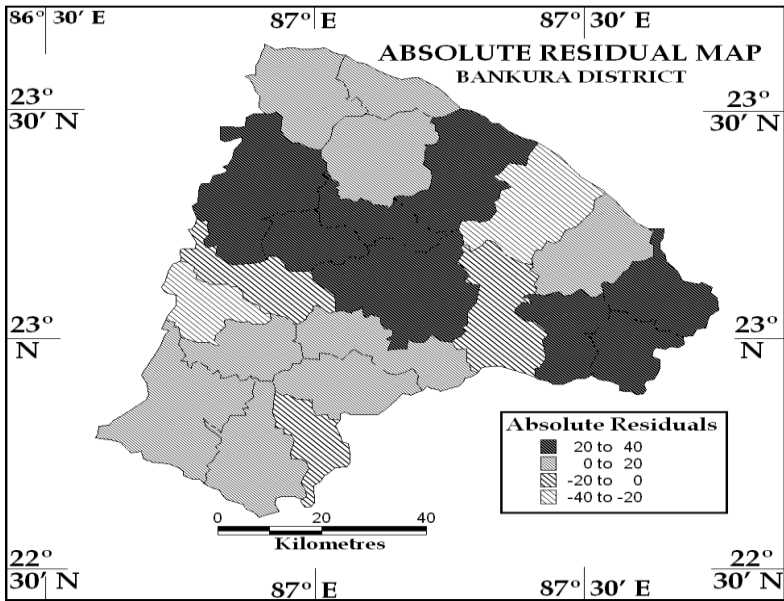 86° 30′ E
87° E
87° 30′ E
ABSOLUTE RESIDUAL MAP
BANKURA DISTRICT
23°
30′ N
23°
30′ N
23°
N
23°
N
Absolute Residuals
20 to 40
0 to 20
-20 to 0
-40 to -20
0 20 40
Kilometres
22°
30′ N
87° E
87° 30′ E
22°
30′ N